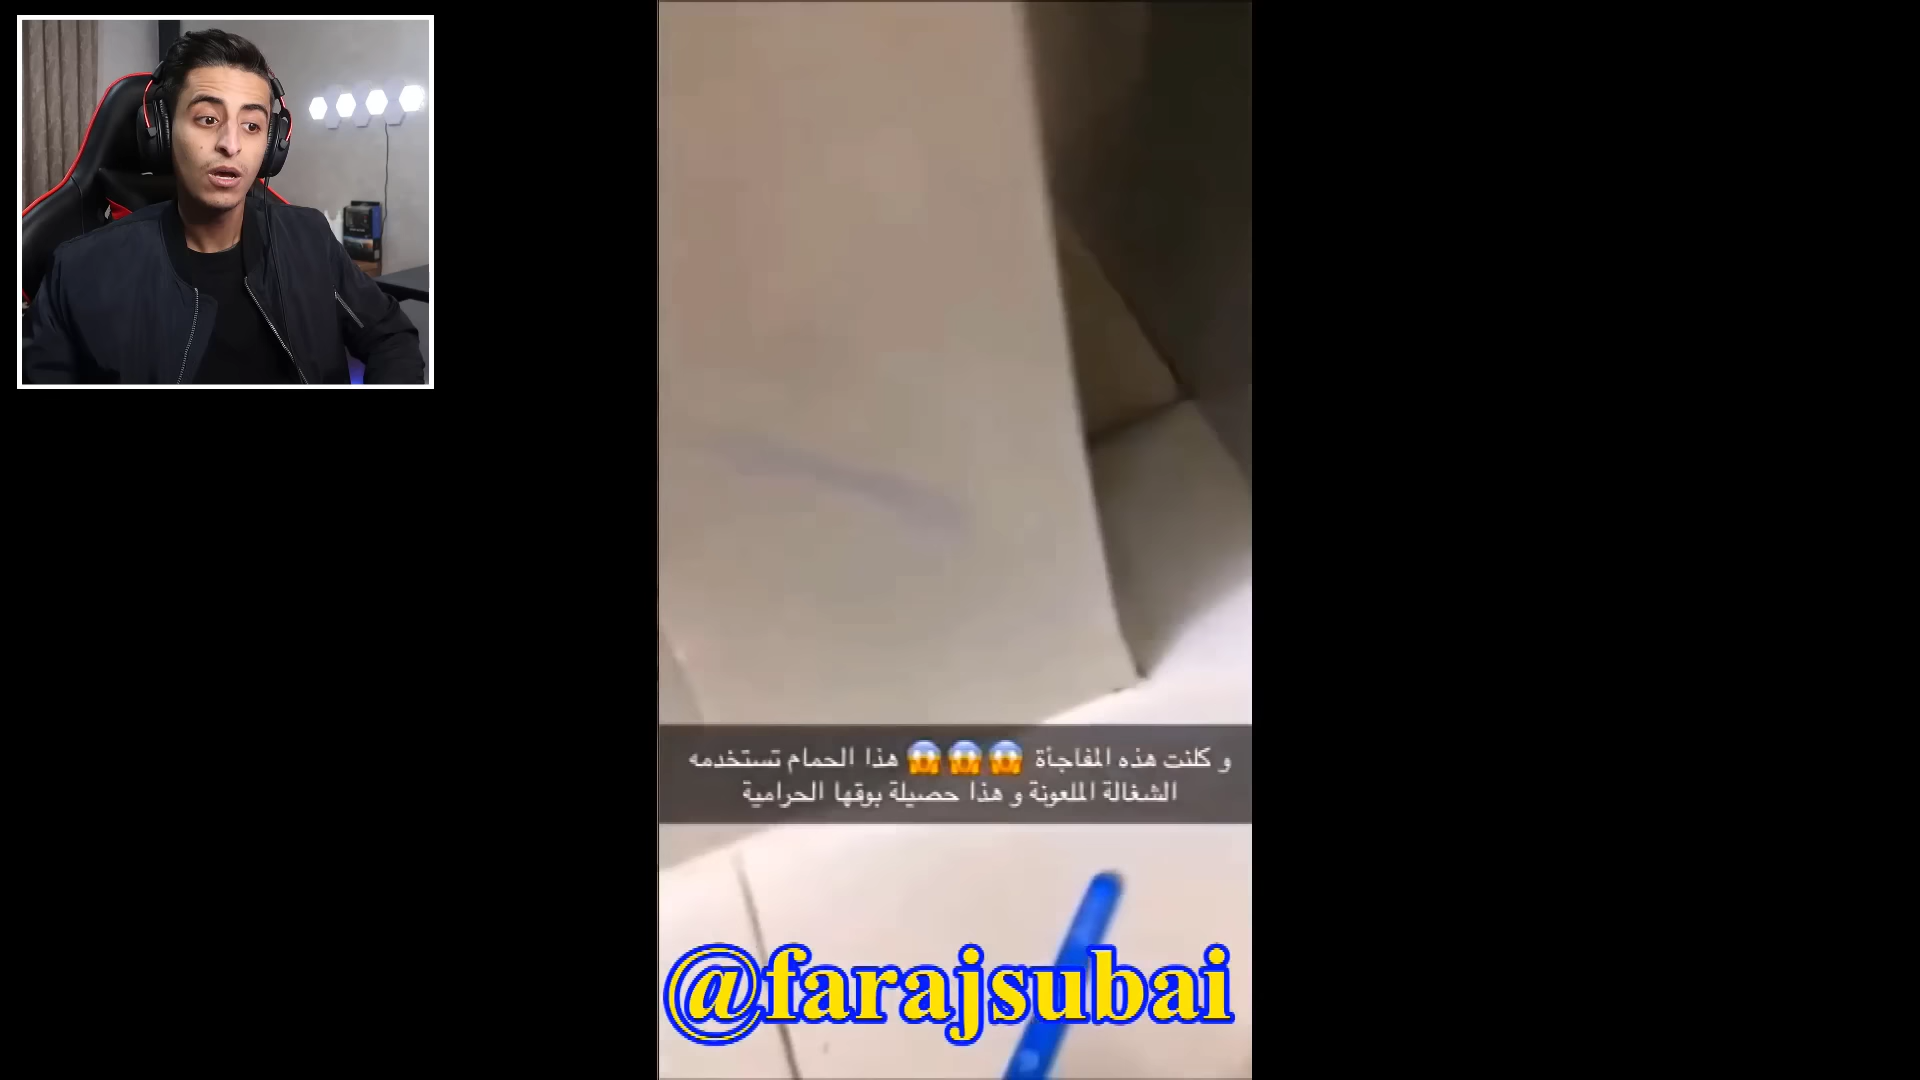 و كلنت هذه المفاجأة 😱😱😱 هذا الحمام تستخدمه
الشغالة الملعونة و هذا حصيلة بوقها الحرامية
@farajsubai